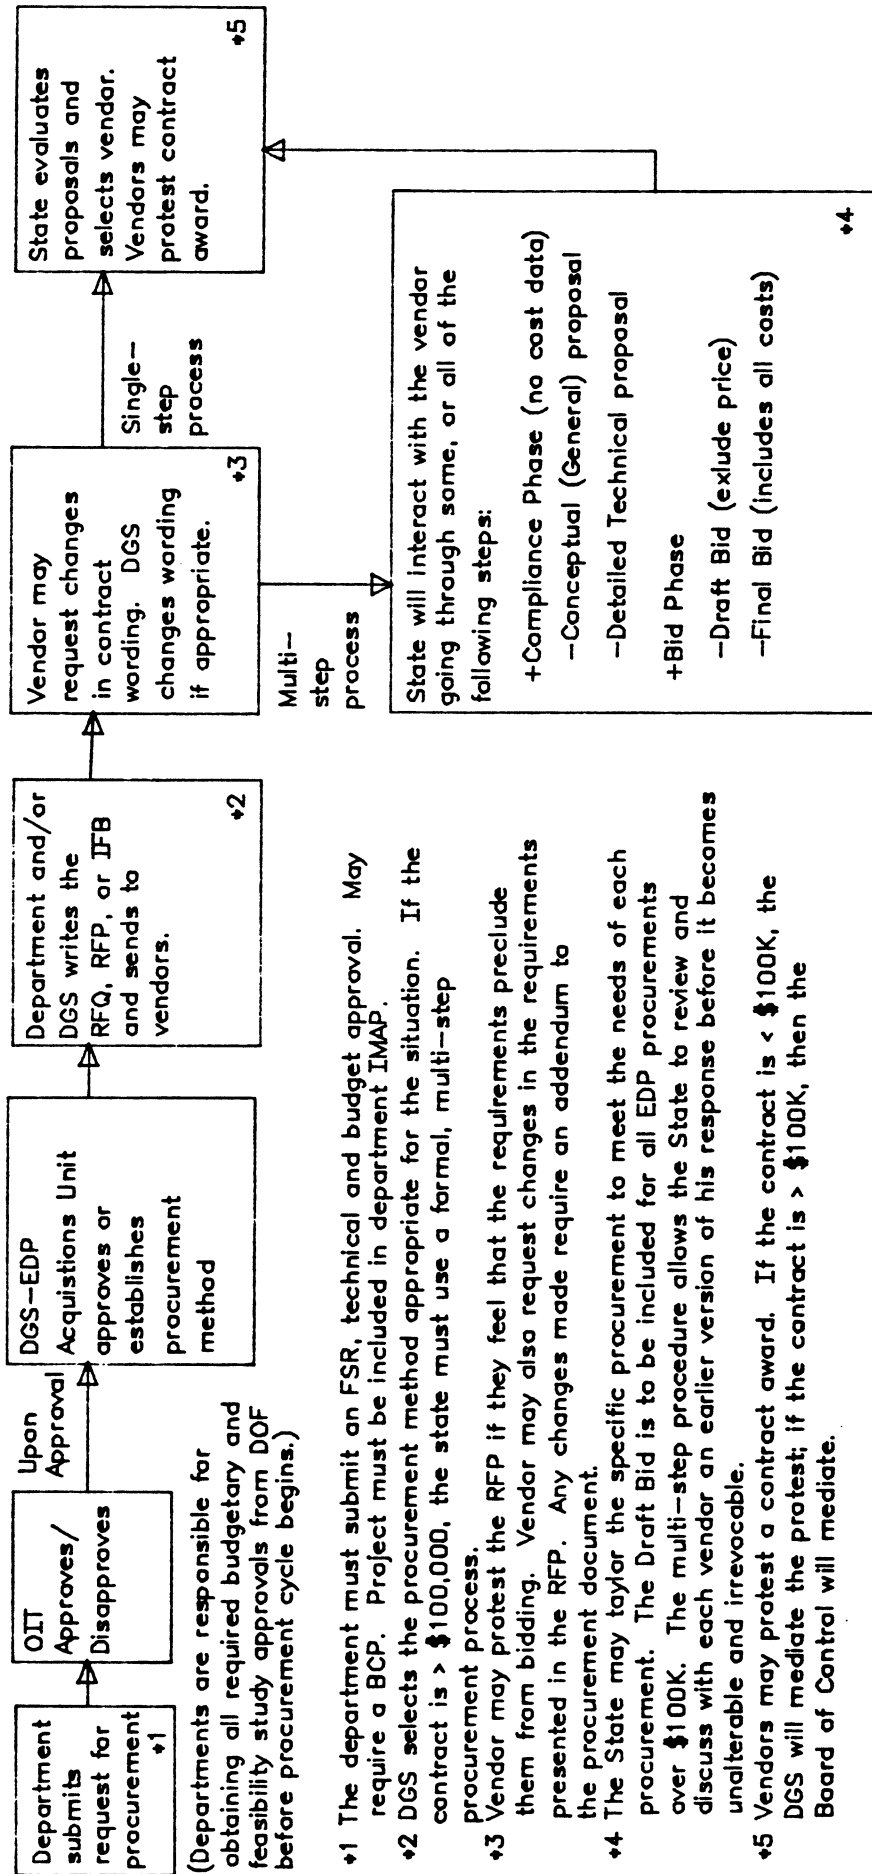 Department
submits
request for
procurement
*1
OIT
Approves/
Disapproves
Upon
Approval
(Departments are responsible for
obtaining all required budgetary and
feasibility study approvals from DOF
before procurement cycle begins.)
DGS-EDP
Acquistions Unit
approves or
establishes
procurement
method
Department and/or
DGS writes the
RFQ, RFP, or IFB
and sends to
vendors.
*2
Vendor may
request changes
in contract
wording. DGS
changes wording
if appropriate.
*3
Single-
step
process
State evaluates
proposals and
selects vendor.
Vendors may
protest contract
award.
*5
Multi-
step
process
State will interact with the vendor
going through some, or all of the
following steps:
+Compliance Phase (no cost data)
-Conceptual (General) proposal
-Detailed Technical proposal
+Bid Phase
-Draft Bid (exlude price)
-Final Bid (includes all costs)
*4
*1 The department must submit an FSR, technical and budget approval. May
require a BCP. Project must be included in department IMAP.
*2 DGS selects the procurement method appropriate for the situation. If the
contract is > $100,000, the state must use a formal, multi-step
procurement process.
*3 Vendor may protest the RFP if they feel that the requirements preclude
them from bidding. Vendor may also request changes in the requirements
presented in the RFP. Any changes made require an addendum to
the procurement document.
*4 The State may taylor the specific procurement to meet the needs of each
procurement. The Draft Bid is to be included for all EDP procurements
over $100K. The multi-step procedure allows the State to review and
discuss with each vendor an earlier version of his response before it becomes
unalterable and irrevocable.
*5 Vendors may protest a contract award. If the contract is < $100K, the
DGS will mediate the protest; if the contract is > $100K, then the
Board of Control will mediate.